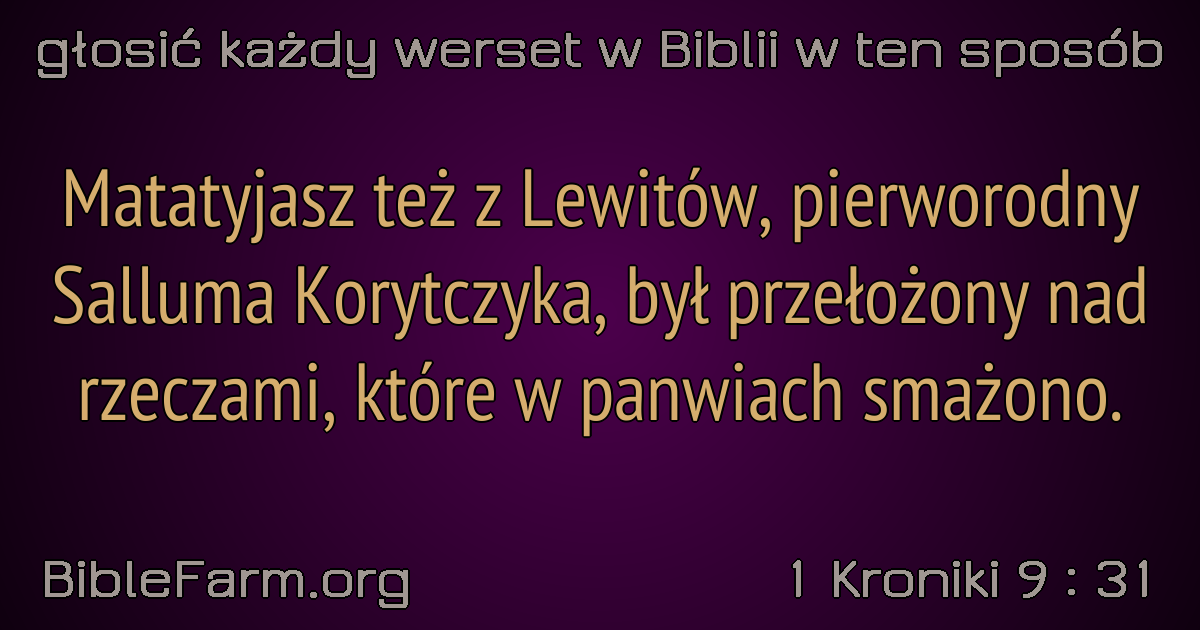 głosić każdy werset w Biblii w ten sposób
Matatyjasz też z Lewitów, pierworodny
Salluma Korytczyka, był przełożony nad
rzeczami, które w panwiach smażono.
BibleFarm.org
1 Kroniki 9 : 31